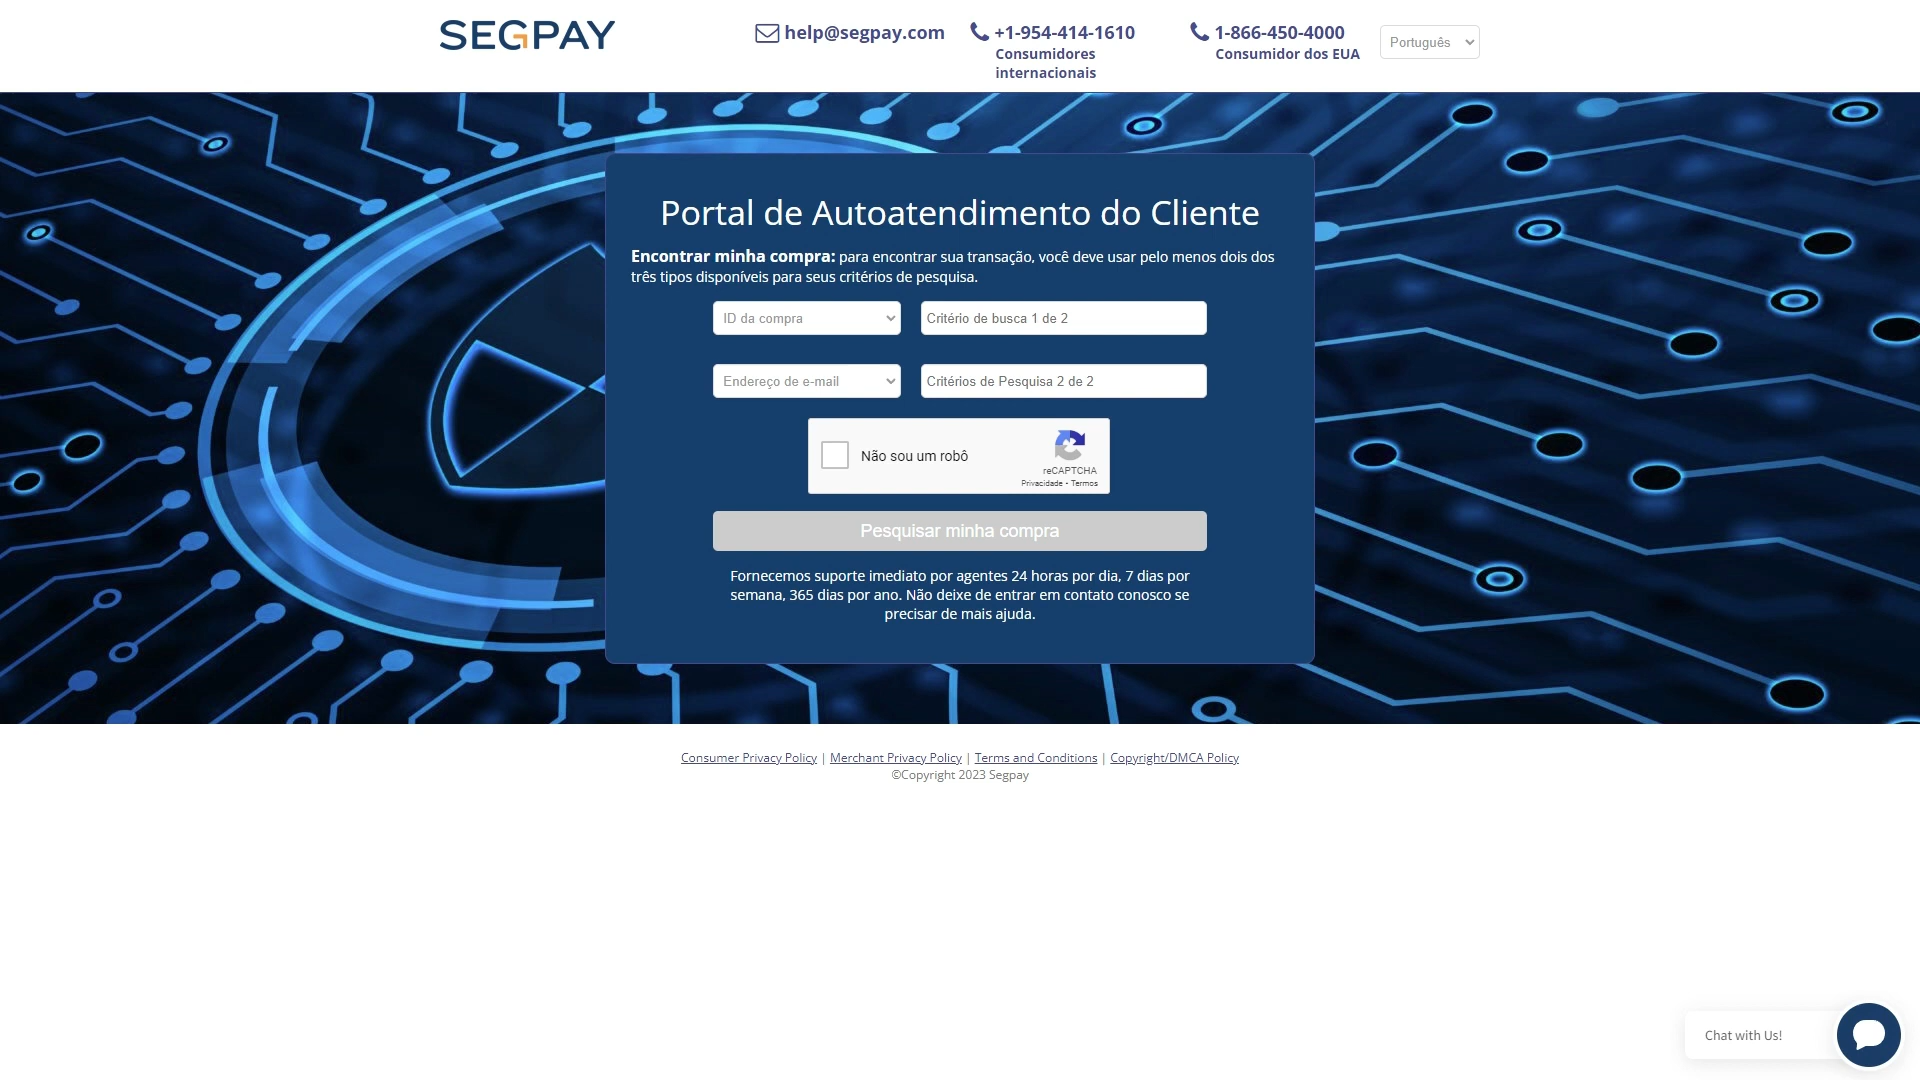 SEGPAY
help@segpay.com
+1-954-414-1610
Consumidores
internacionais
1-866-450-4000
Consumidor dos EUA
Português
Portal de Autoatendimento do Cliente
Encontrar minha compra: para encontrar sua transação, você deve usar pelo menos dois dos
três tipos disponíveis para seus critérios de pesquisa.
ID da compra
Critério de busca 1 de 2
Endereço de e-mail
Critérios de Pesquisa 2 de 2
Não sou um robô
reCAPTCHA
Privacidade • Termos
Pesquisar minha compra
Fornecemos suporte imediato por agentes 24 horas por dia, 7 dias por
semana, 365 dias por ano. Não deixe de entrar em contato conosco se
precisar de mais ajuda.
Consumer Privacy Policy | Merchant Privacy Policy | Terms and Conditions | Copyright/DMCA Policy
©Copyright 2023 Segpay
Chat with Us!